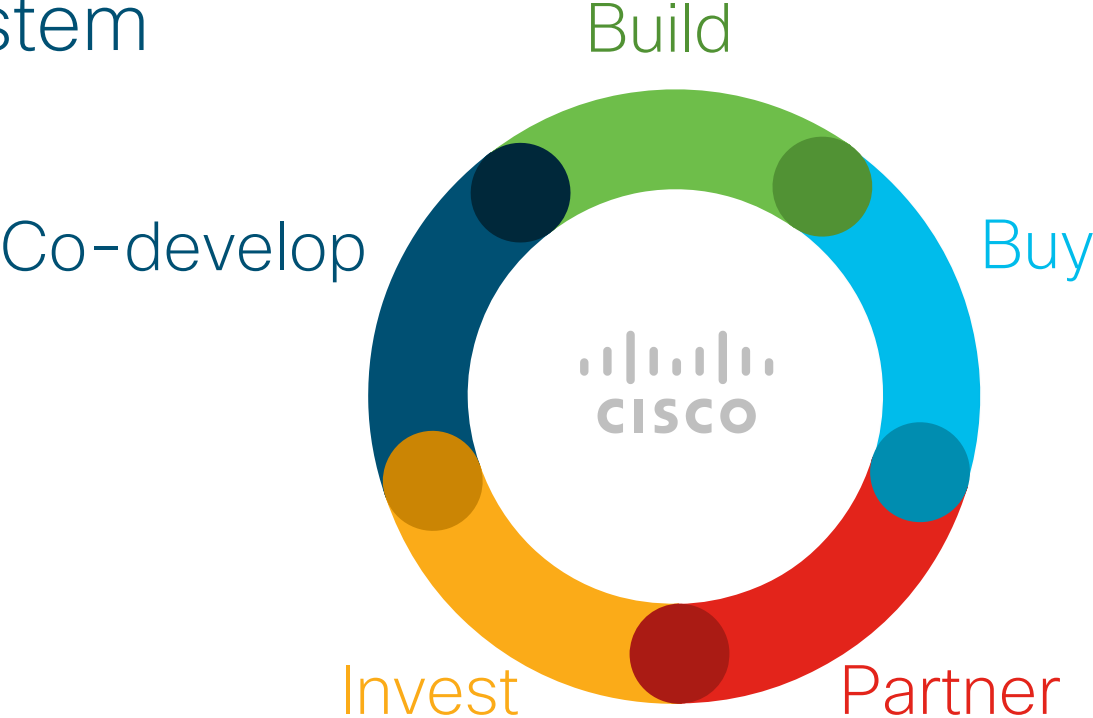 stem
Build
Co-develop
Buy
CISCO
Invest
Partner